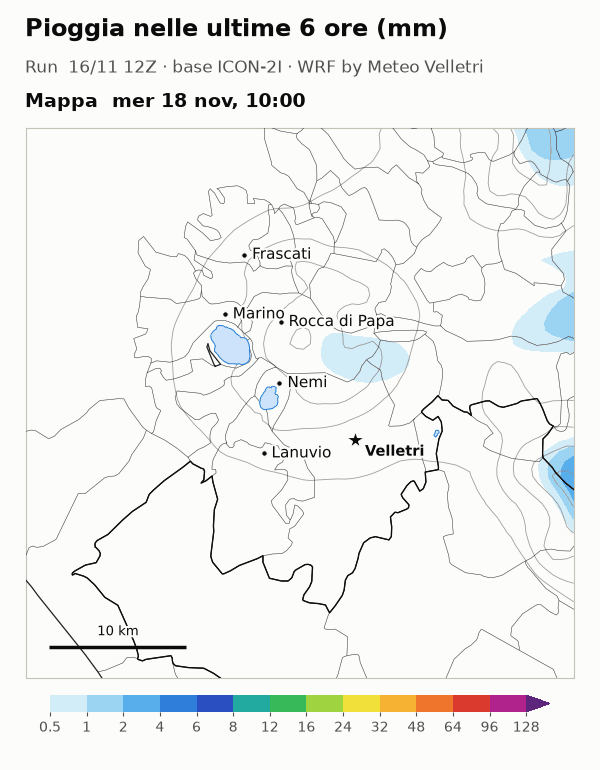 Pioggia nelle ultime 6 ore (mm)
Run  16/11 12Z · base ICON-2I · WRF by Meteo Velletri
Mappa  mer 18 nov, 10:00
Frascati
Marino
Rocca di Papa
Nemi
Velletri
Lanuvio
10 km
0.5 1 2 4 6 8 12 16 24 32 48 64 96 128